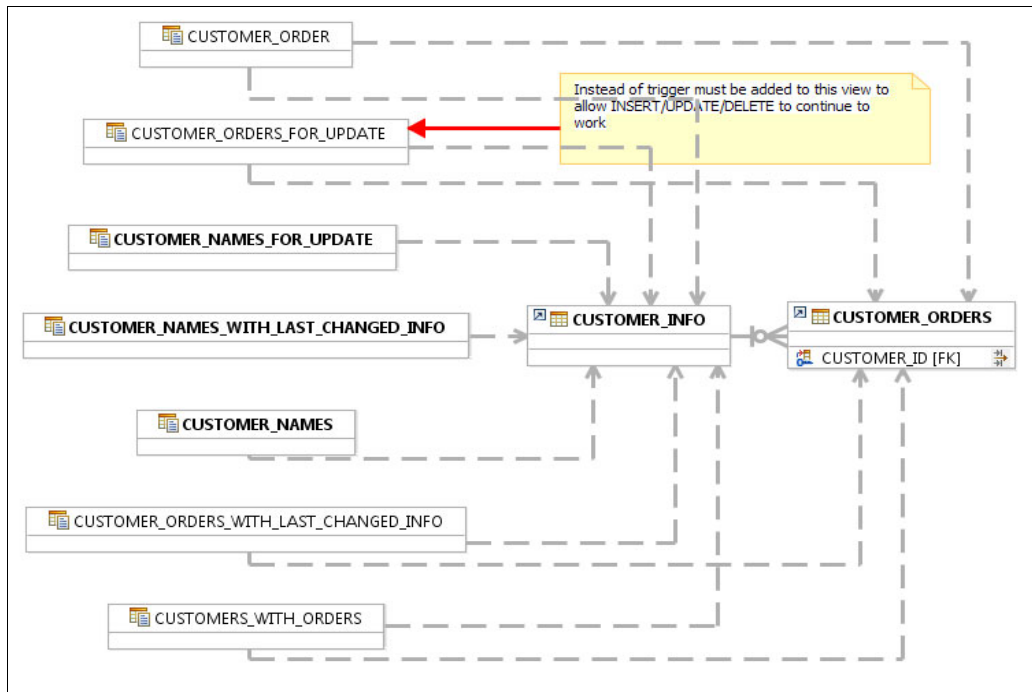 CUSTOMER_ORDER
Instead of trigger must be added to this view to
allow INSERT/UPDATE/DELETE to continue to
work
CUSTOMER_ORDERS_FOR_UPDATE
CUSTOMER_NAMES_FOR_UPDATE
CUSTOMER_NAMES_WITH_LAST_CHANGED_INFO
CUSTOMER_INFO
CUSTOMER_ORDERS
CUSTOMER_ID [FK]
CUSTOMER_NAMES
CUSTOMER_ORDERS_WITH_LAST_CHANGED_INFO
CUSTOMERS_WITH_ORDERS